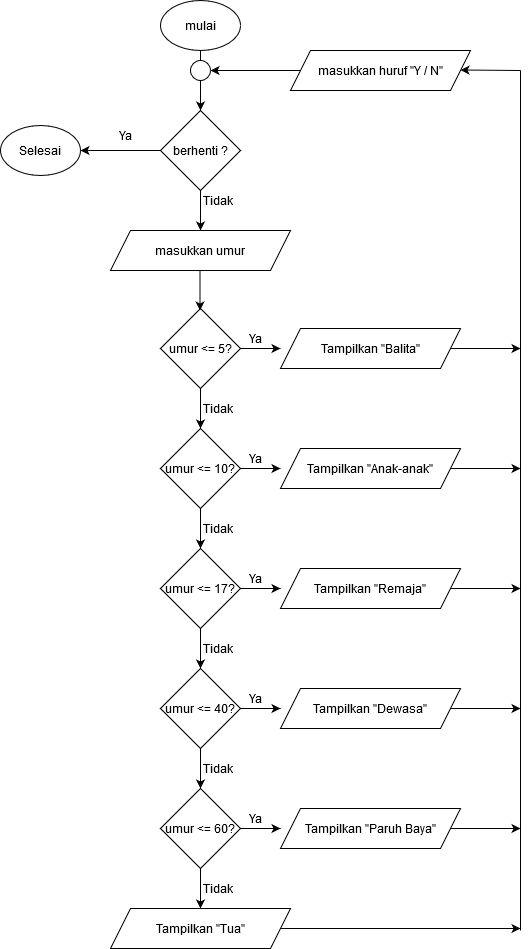 mulai
masukkan huruf "Y / N"
Selesai
Ya
berhenti ?
Tidak
masukkan umur
umur <= 5?
Ya
Tampilkan "Balita"
Tidak
umur <= 10?
Ya
Tampilkan "Anak-anak"
Tidak
umur <= 17?
Ya
Tampilkan "Remaja"
Tidak
umur <= 40?
Ya
Tampilkan "Dewasa"
Tidak
umur <= 60?
Ya
Tampilkan "Paruh Baya"
Tidak
Tampilkan "Tua"